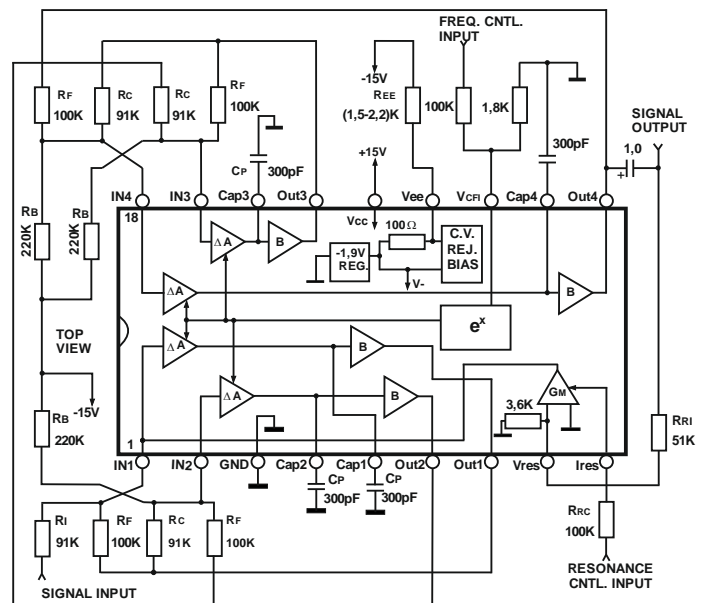 FREQ. CNTL.
INPUT
-15V
REE
(1,5-2,2)K
+15V
100K
1,8K
300pF
SIGNAL
OUTPUT
1,0
+
RF
100K
RC
91K
RC
91K
RF
100K
CP
300pF
IN4
IN3
Cap3
Out3
Vee
VCFI
Cap4
Out4
18
Vcc
100Ω
-1,9V
REG.
C.V.
REJ.
BIAS
V-
ΔA
B
ΔA
B
ex
RB
220K
RB
220K
TOP
VIEW
-15V
RB
220K
ΔA
B
ΔA
B
GM
3,6K
RRI
51K
1
IN1
IN2
GND
Cap2
Cap1
Out2
Out1
Vres
Ires
CP
300pF
CP
300pF
RI
91K
RF
100K
RC
91K
RF
100K
RRC
100K
SIGNAL INPUT
RESONANCE
CNTL. INPUT